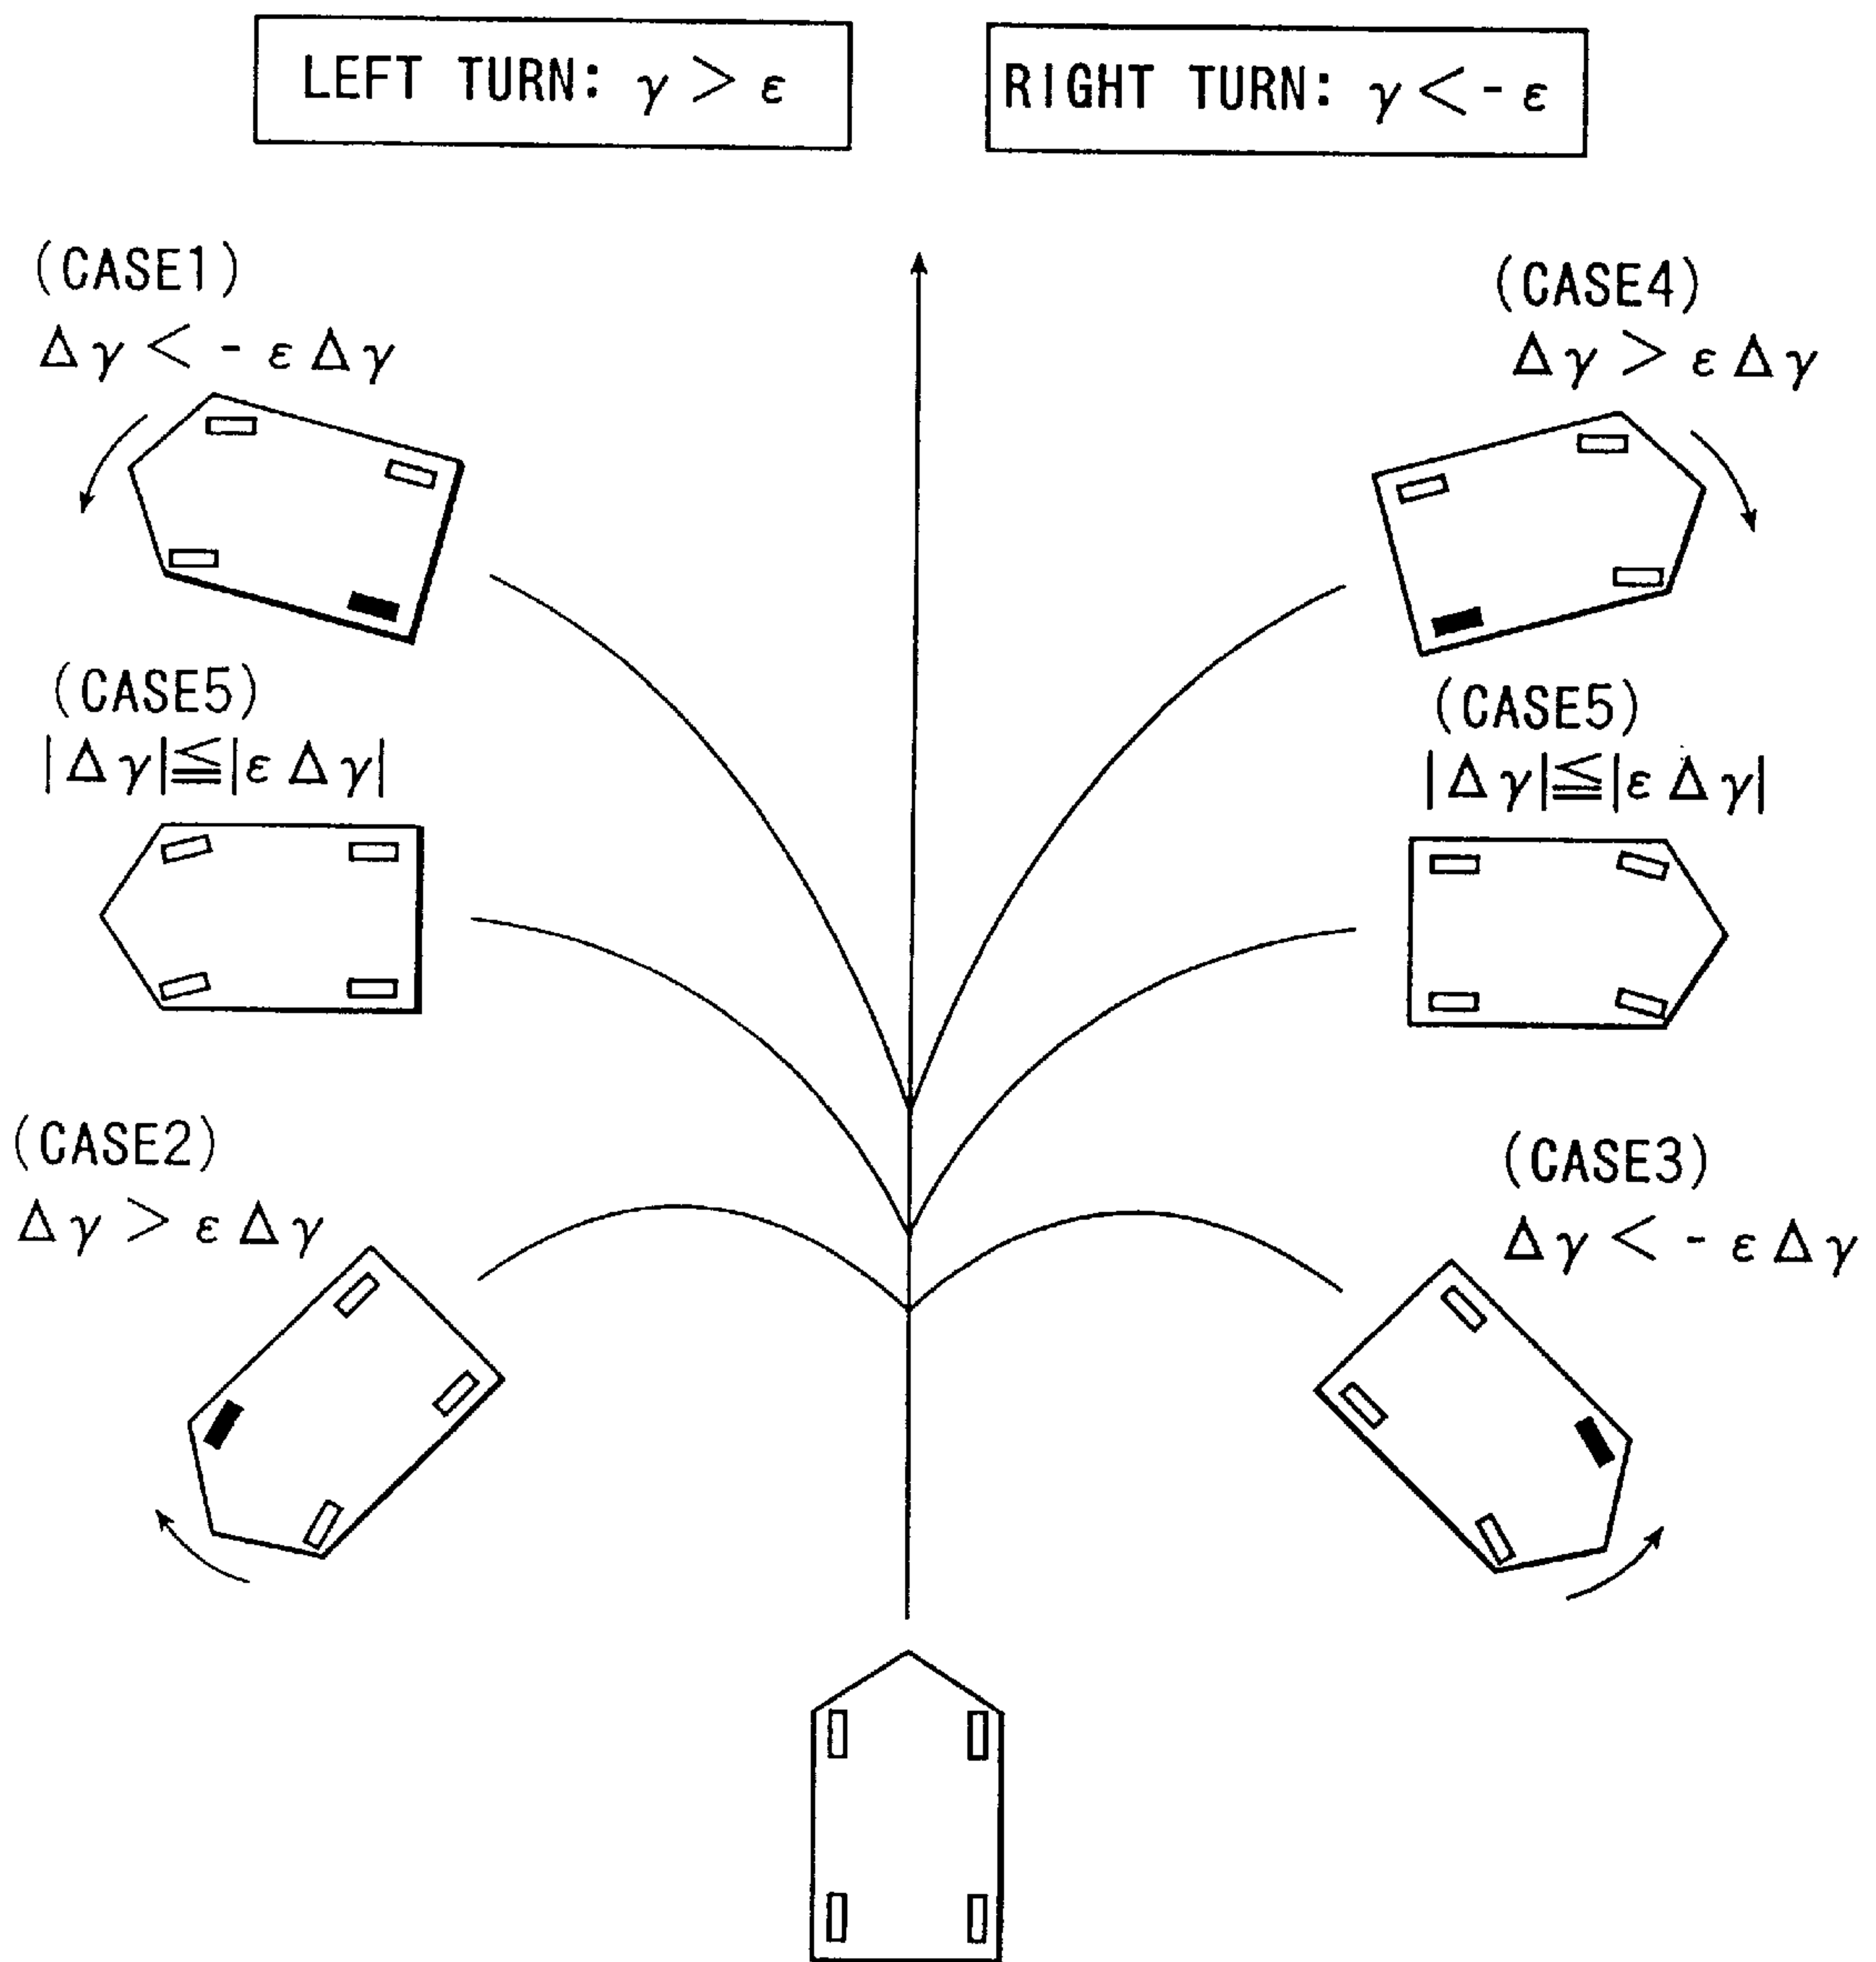 LEFT TURN: γ > ε
RIGHT TURN: γ < - ε
(CASE1)
Δγ < - εΔγ
(CASE4)
Δγ > εΔγ
(CASE5)
|Δγ|≦|εΔγ|
(CASE5)
|Δγ|≦|εΔγ|
(CASE2)
Δγ > εΔγ
(CASE3)
Δγ < - εΔγ